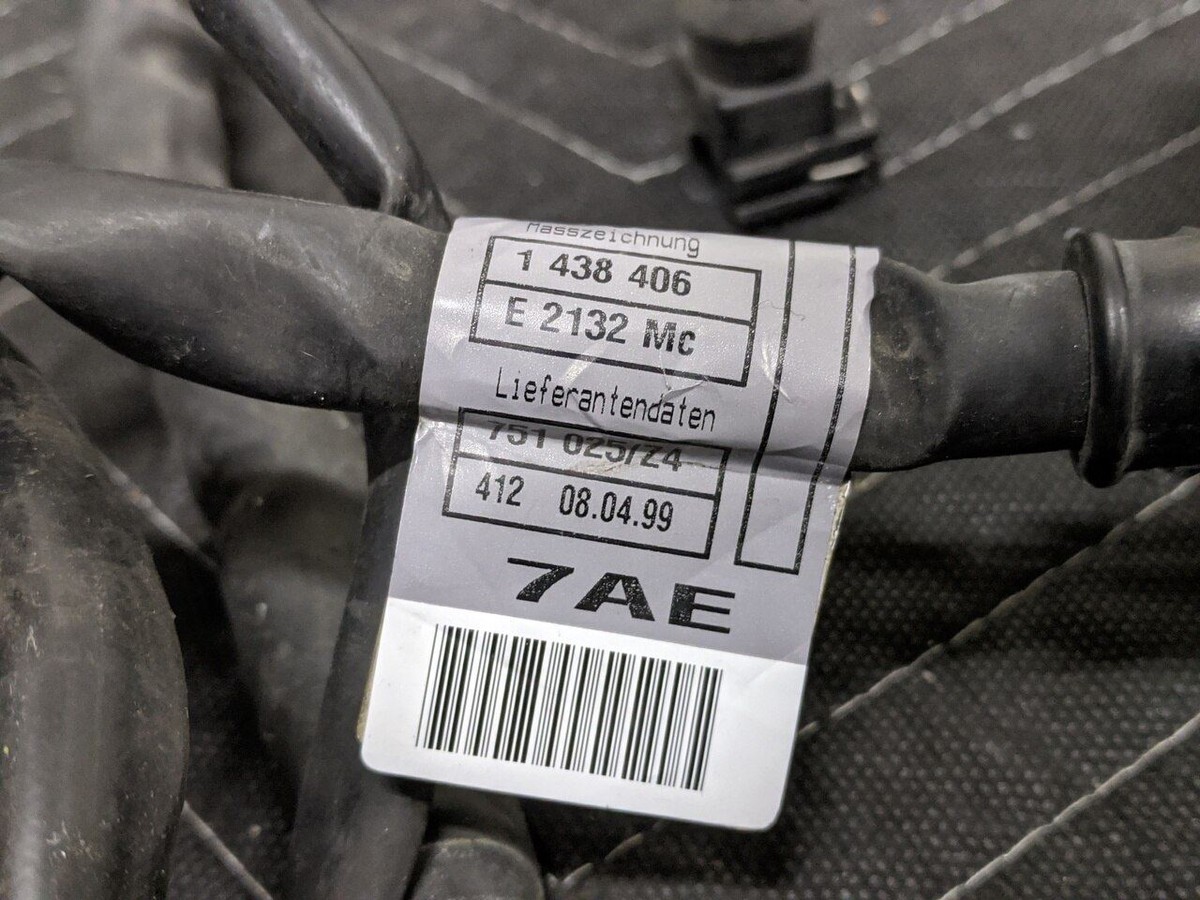 Masszeichnung
1 438 406
E 2132 Mc
Lieferantendaten
751 025/24
412 08.04.99
7AE